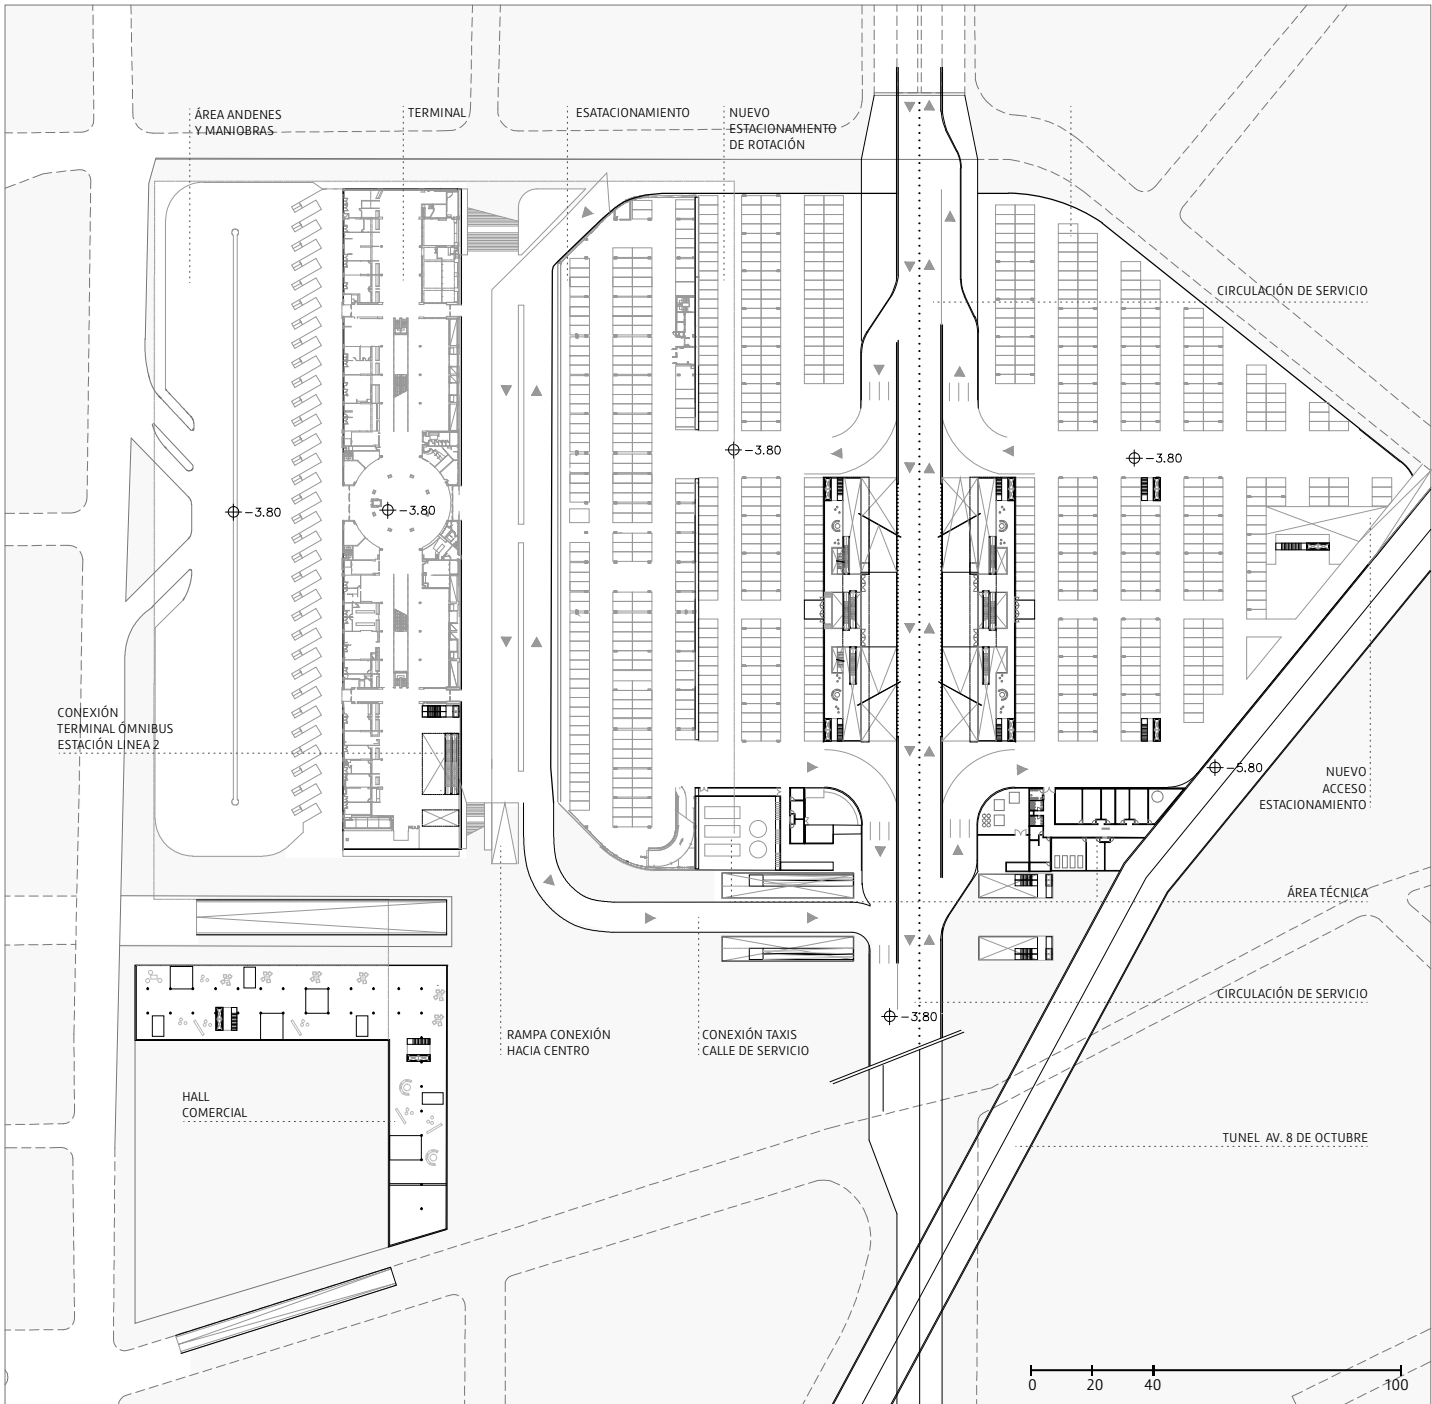 ÁREA ANDENES
Y MANIOBRAS
TERMINAL
ESATACIONAMIENTO
NUEVO
ESTACIONAMIENTO
DE ROTACIÓN
CIRCULACIÓN DE SERVICIO
-3.80
-3.80
-3.80
-3.80
CONEXIÓN
TERMINAL ÓMNIBUS
ESTACIÓN LINEA 2
-5.80
NUEVO
ACCESO
ESTACIONAMIENTO
ÁREA TÉCNICA
CIRCULACIÓN DE SERVICIO
-3.80
RAMPA CONEXIÓN
HACIA CENTRO
CONEXIÓN TAXIS
CALLE DE SERVICIO
HALL
COMERCIAL
TUNEL AV. 8 DE OCTUBRE
0 20 40 100